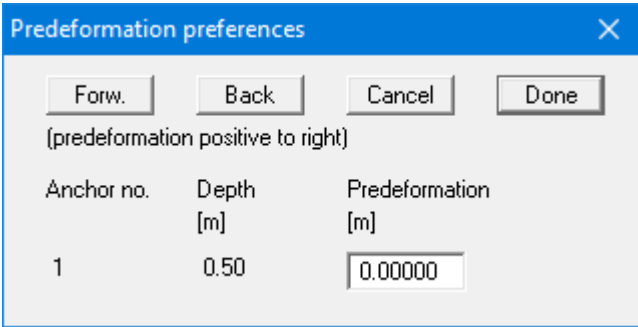 Predeformation preferences
Forw. Back Cancel Done
(predeformation positive to right)
Anchor no. Depth Predeformation
[m] [m]
1 0.50 0.00000